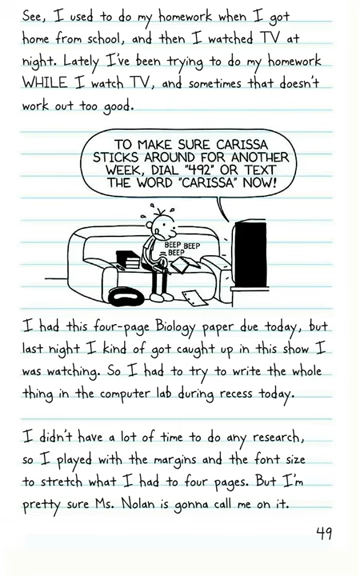 See, I used to do my homework when I got
home from school, and then I watched TV at
night. Lately I've been trying to do my homework
WHILE I watch TV, and sometimes that doesn't
work out too good.
TO MAKE SURE CARISSA
STICKS AROUND FOR ANOTHER
WEEK, DIAL "492" OR TEXT
THE WORD "CARISSA" NOW!
BEEP BEEP
BEEP
I had this four-page Biology paper due today, but
last night I kind of got caught up in this show I
was watching. So I had to try to write the whole
thing in the computer lab during recess today.
I didn't have a lot of time to do any research,
so I played with the margins and the font size
to stretch what I had to four pages. But I'm
pretty sure Ms. Nolan is gonna call me on it.
49